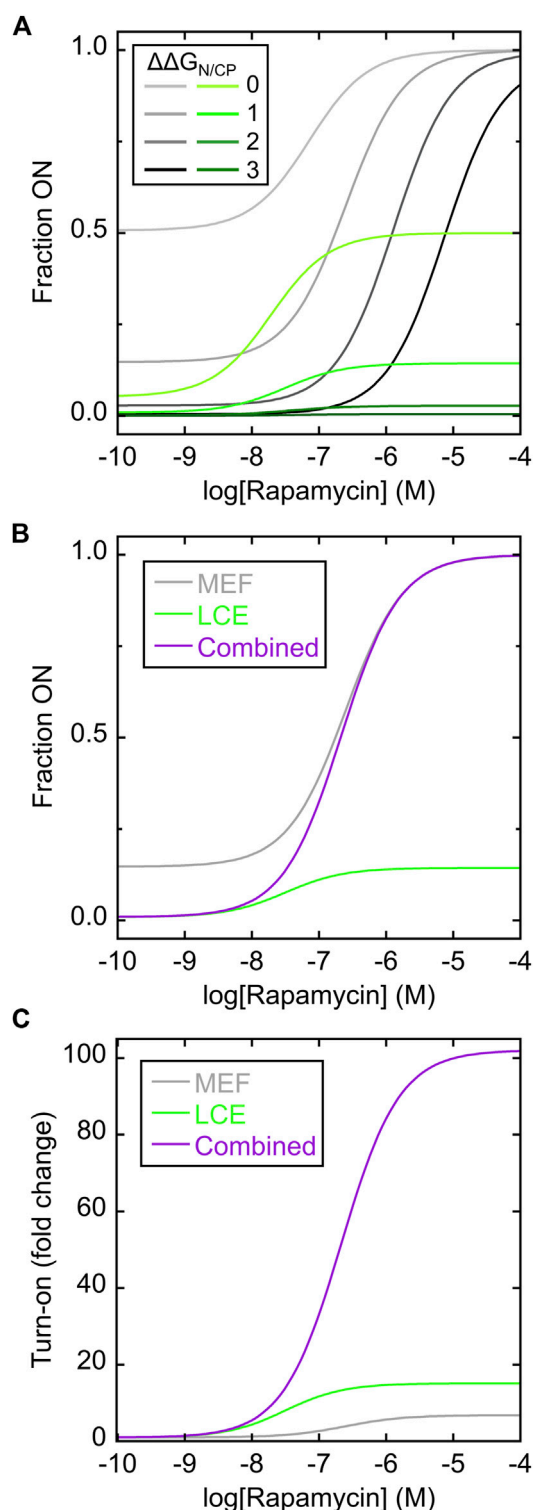 A
ΔΔG N/CP
0
1
2
3
1.0
0.5
0.0
Fraction ON
-10 -9 -8 -7 -6 -5 -4
log[Rapamycin] (M)
B
MEF
LCE
Combined
1.0
0.5
0.0
Fraction ON
-10 -9 -8 -7 -6 -5 -4
log[Rapamycin] (M)
C
MEF
LCE
Combined
100
80
60
40
20
0
Turn-on (fold change)
-10 -9 -8 -7 -6 -5 -4
log[Rapamycin] (M)